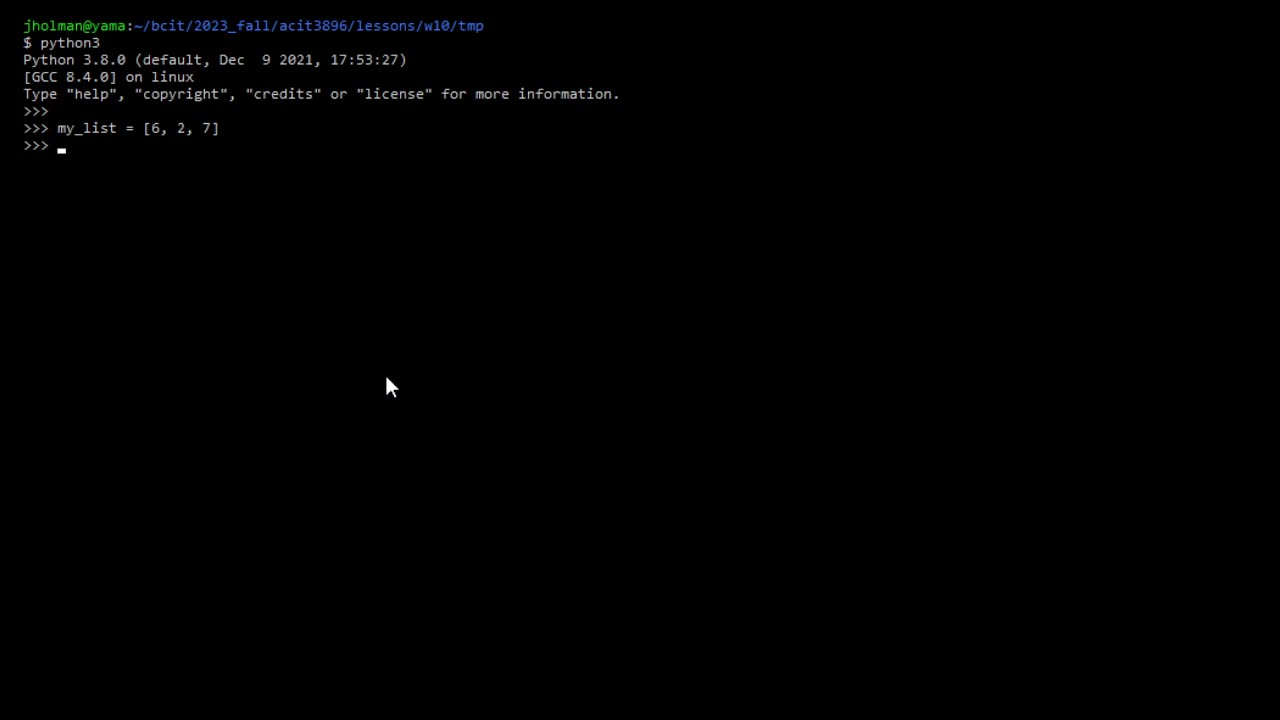 jholman@yama:~/bcit/2023_fall/acit3896/lessons/w10/tmp
$ python3
Python 3.8.0 (default, Dec  9 2021, 17:53:27)
[GCC 8.4.0] on linux
Type "help", "copyright", "credits" or "license" for more information.
>>>
>>> my_list = [6, 2, 7]
>>>